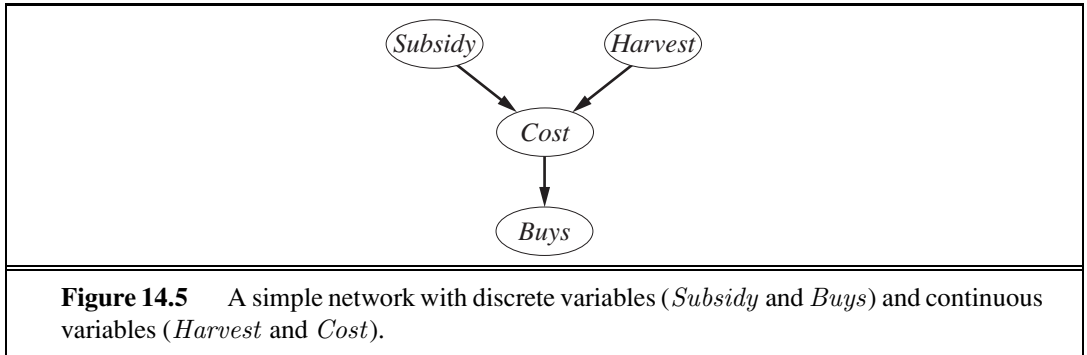 Subsidy Harvest
Cost
Buys
Figure 14.5 A simple network with discrete variables (Subsidy and Buys) and continuous
variables (Harvest and Cost).